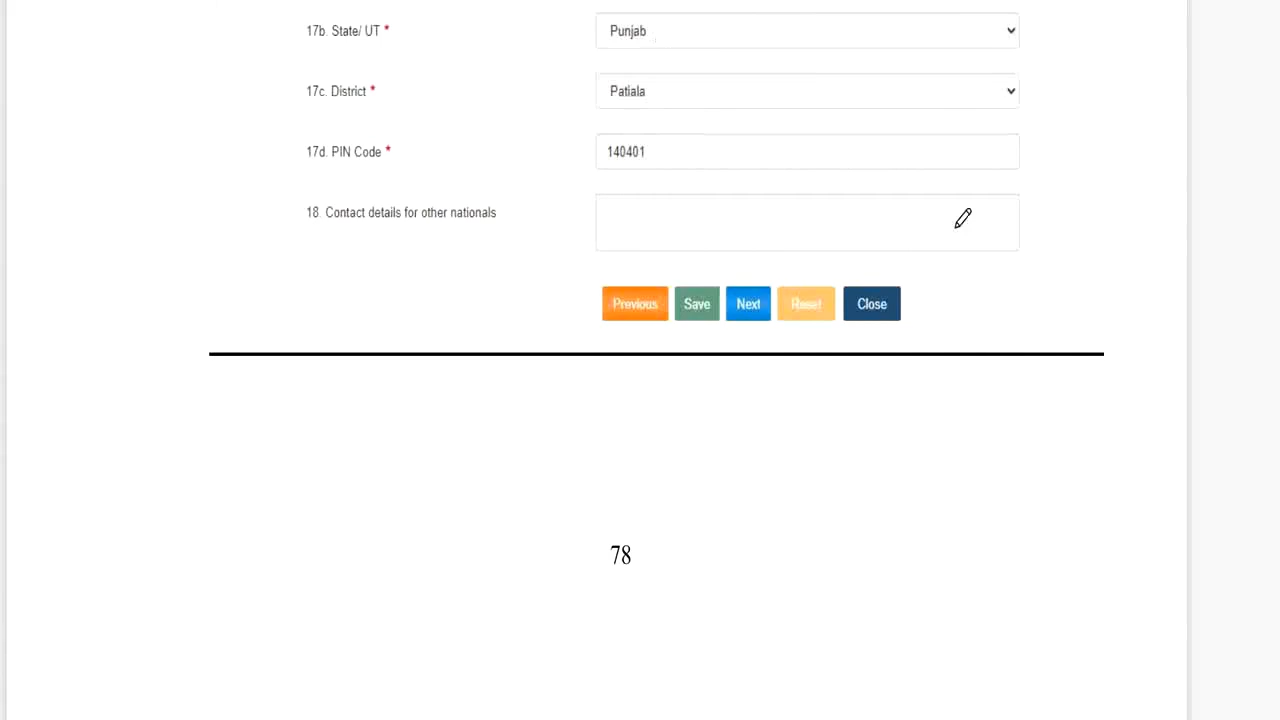 17b. State/ UT * Punjab
17c. District * Patiala
17d. PIN Code * 140401
18. Contact details for other nationals
Previous Save Next Reset Close
78